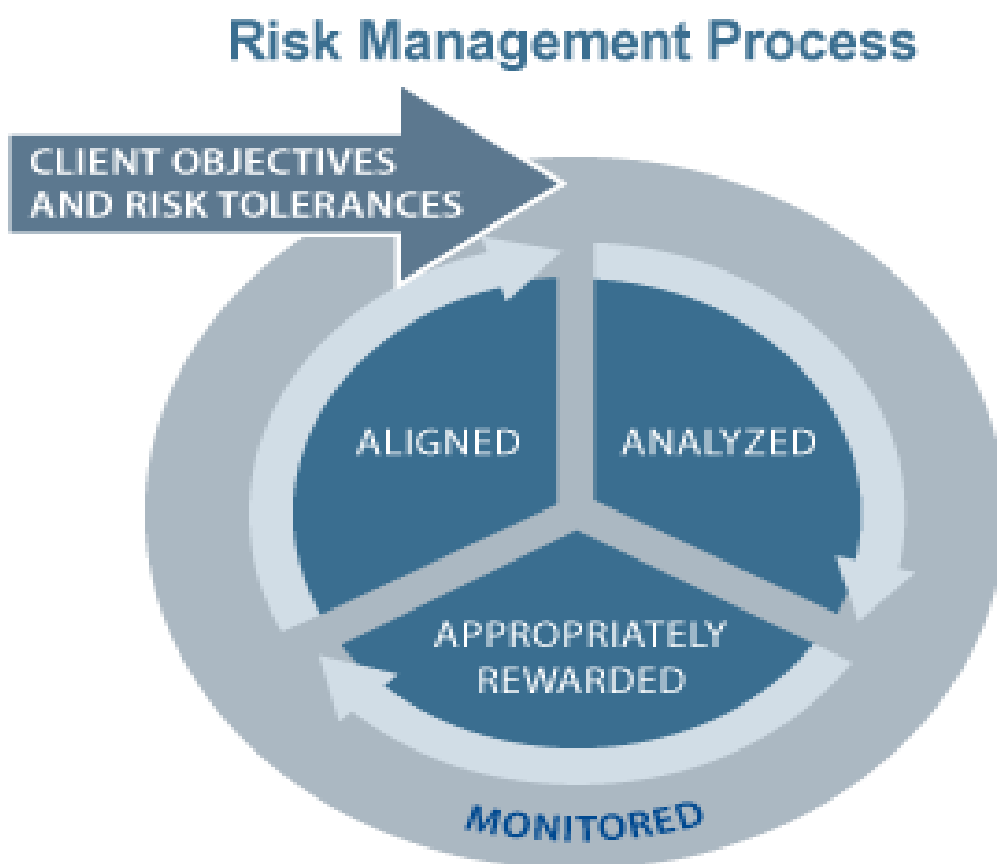 Risk Management Process
CLIENT OBJECTIVES
AND RISK TOLERANCES
ALIGNED
ANALYZED
APPROPRIATELY
REWARDED
MONITORED